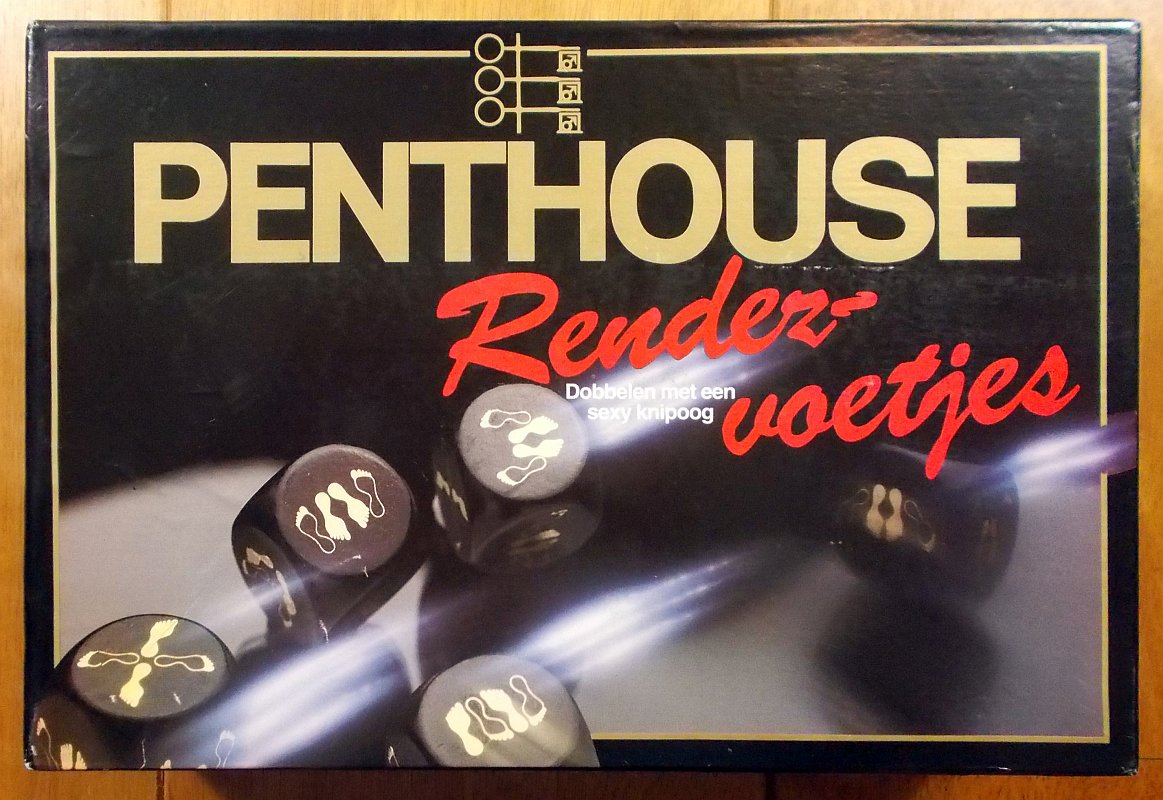 PENTHOUSE
Rendez-
voetjes
Dobbelen met een
sexy knipoog